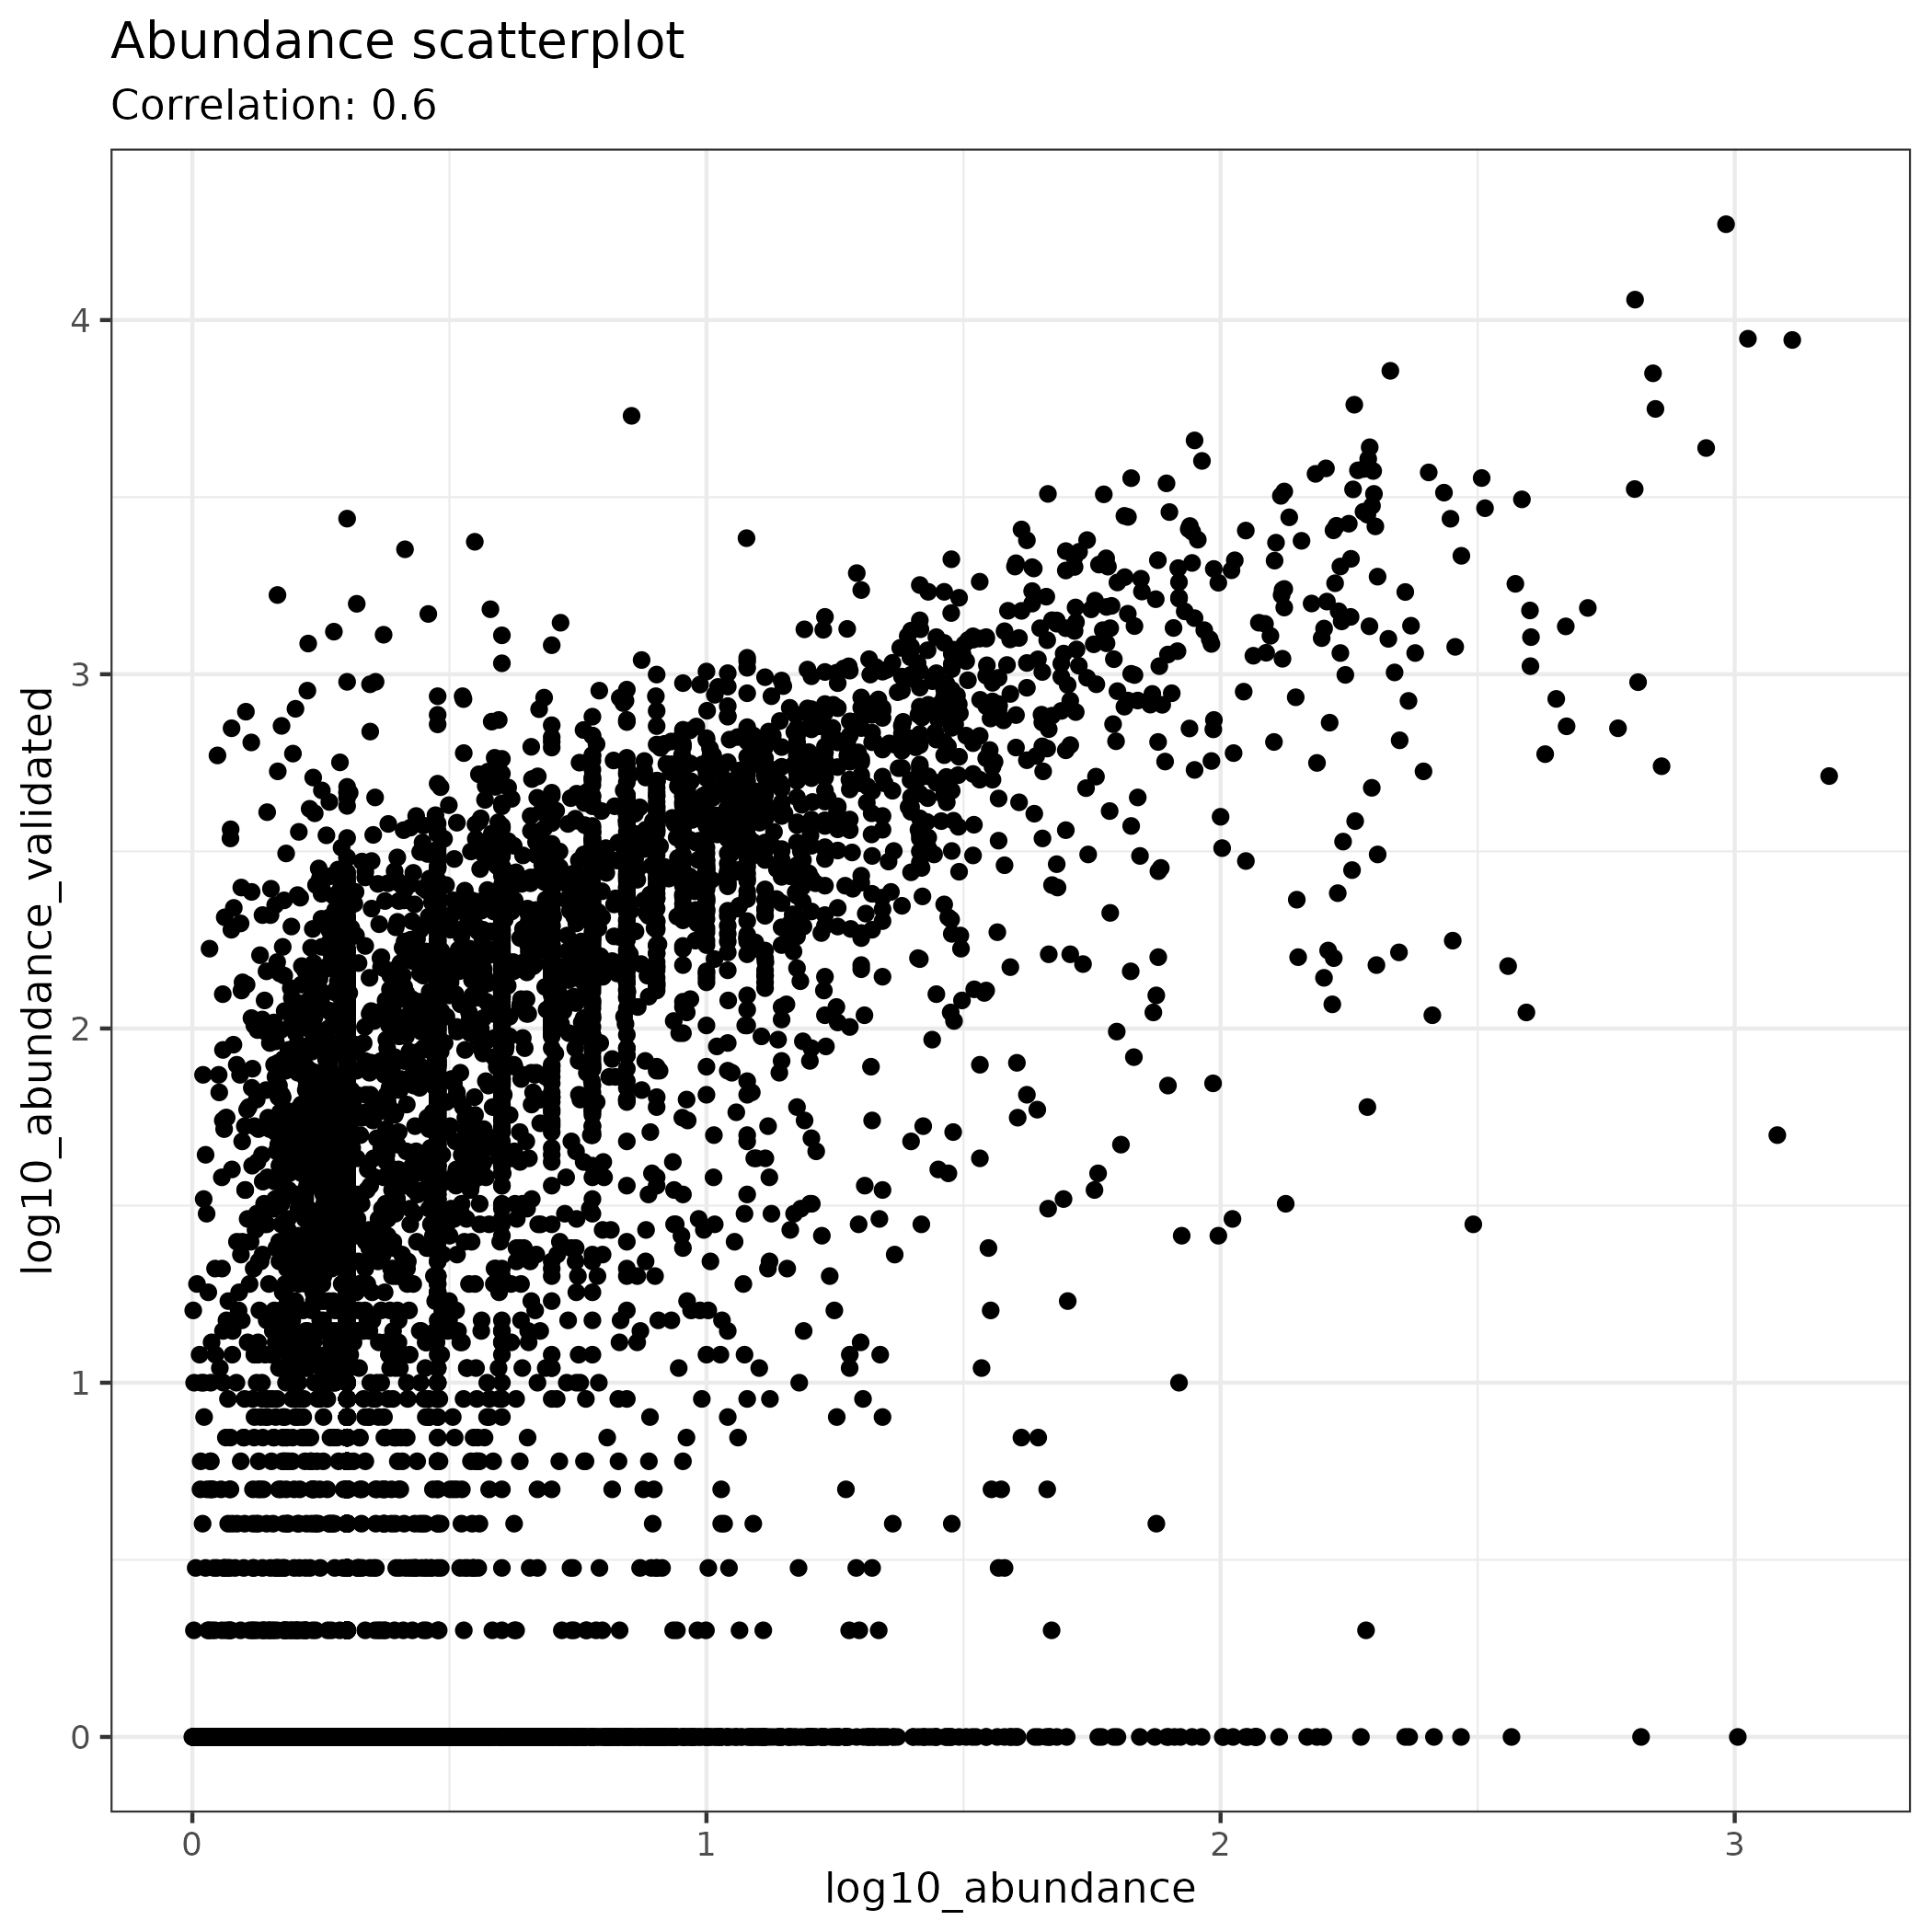 Abundance scatterplot
Correlation: 0.6
log10_abundance_validated
4
3
2
1
0
0 1 2 3
log10_abundance